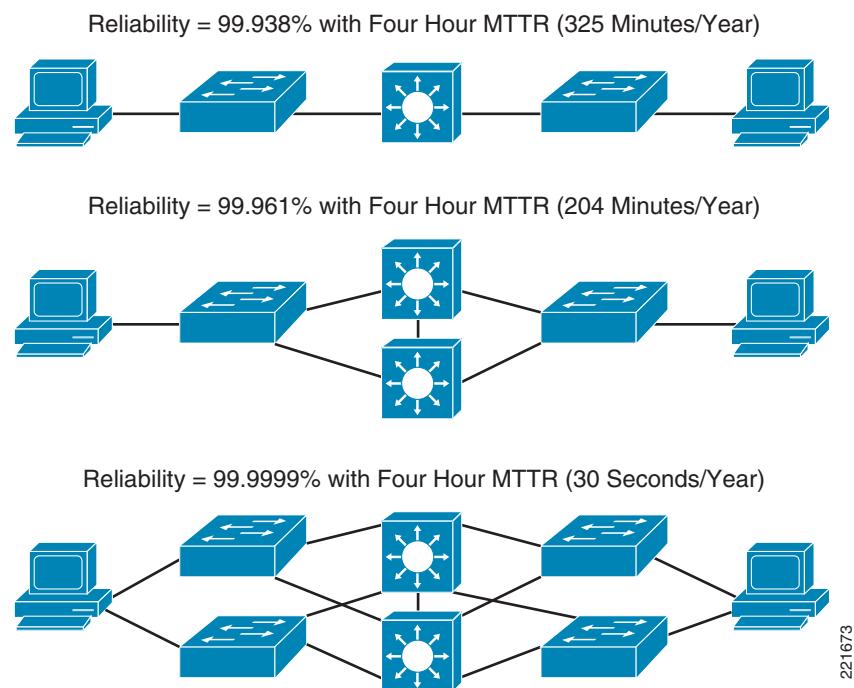 Reliability = 99.938% with Four Hour MTTR (325 Minutes/Year)
Reliability = 99.961% with Four Hour MTTR (204 Minutes/Year)
Reliability = 99.9999% with Four Hour MTTR (30 Seconds/Year)
221673